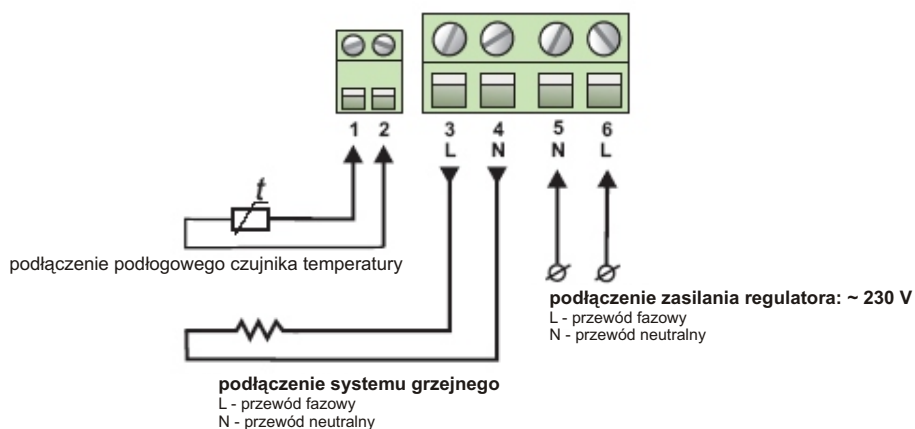 1 2 3 4 5 6
L N N L
t
podłączenie podłogowego czujnika temperatury
podłączenie zasilania regulatora: ~ 230 V
L - przewód fazowy
N - przewód neutralny
podłączenie systemu grzejnego
L - przewód fazowy
N - przewód neutralny